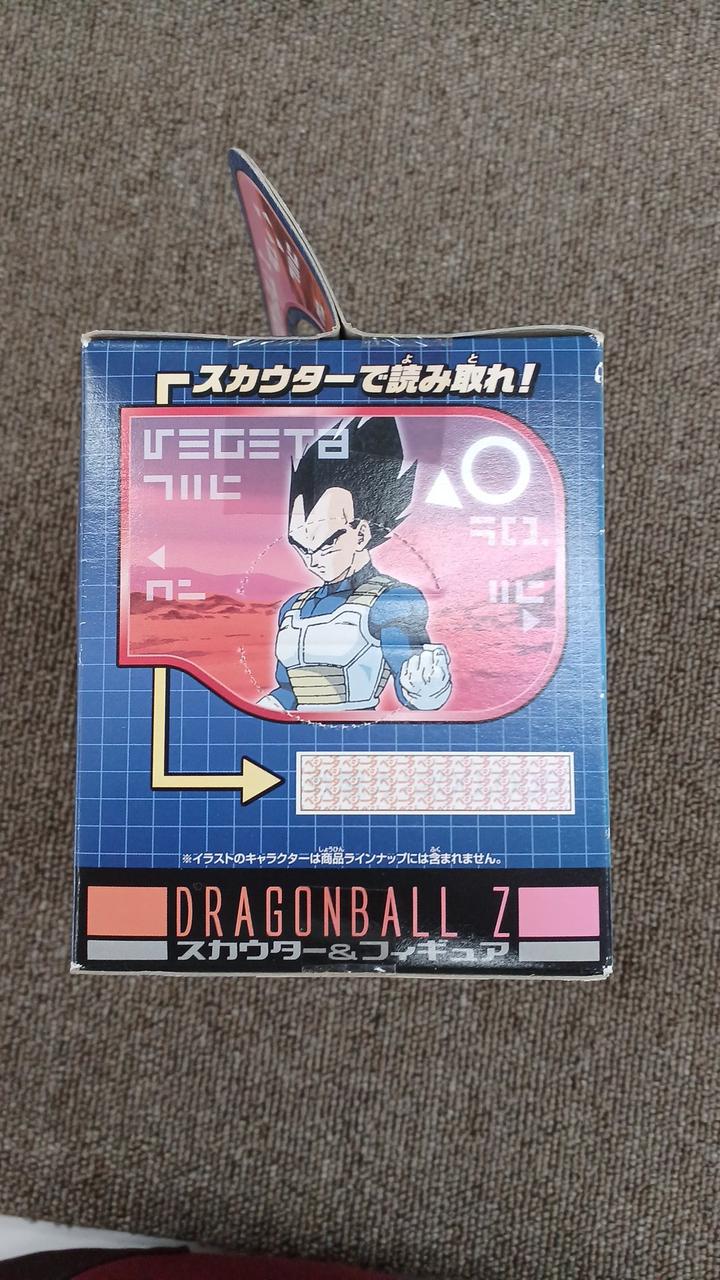 スカウターで読み取れ！
VEGETA
※イラストのキャラクターは商品ラインナップには含まれません。
DRAGONBALL Z
スカウター&フィギュア